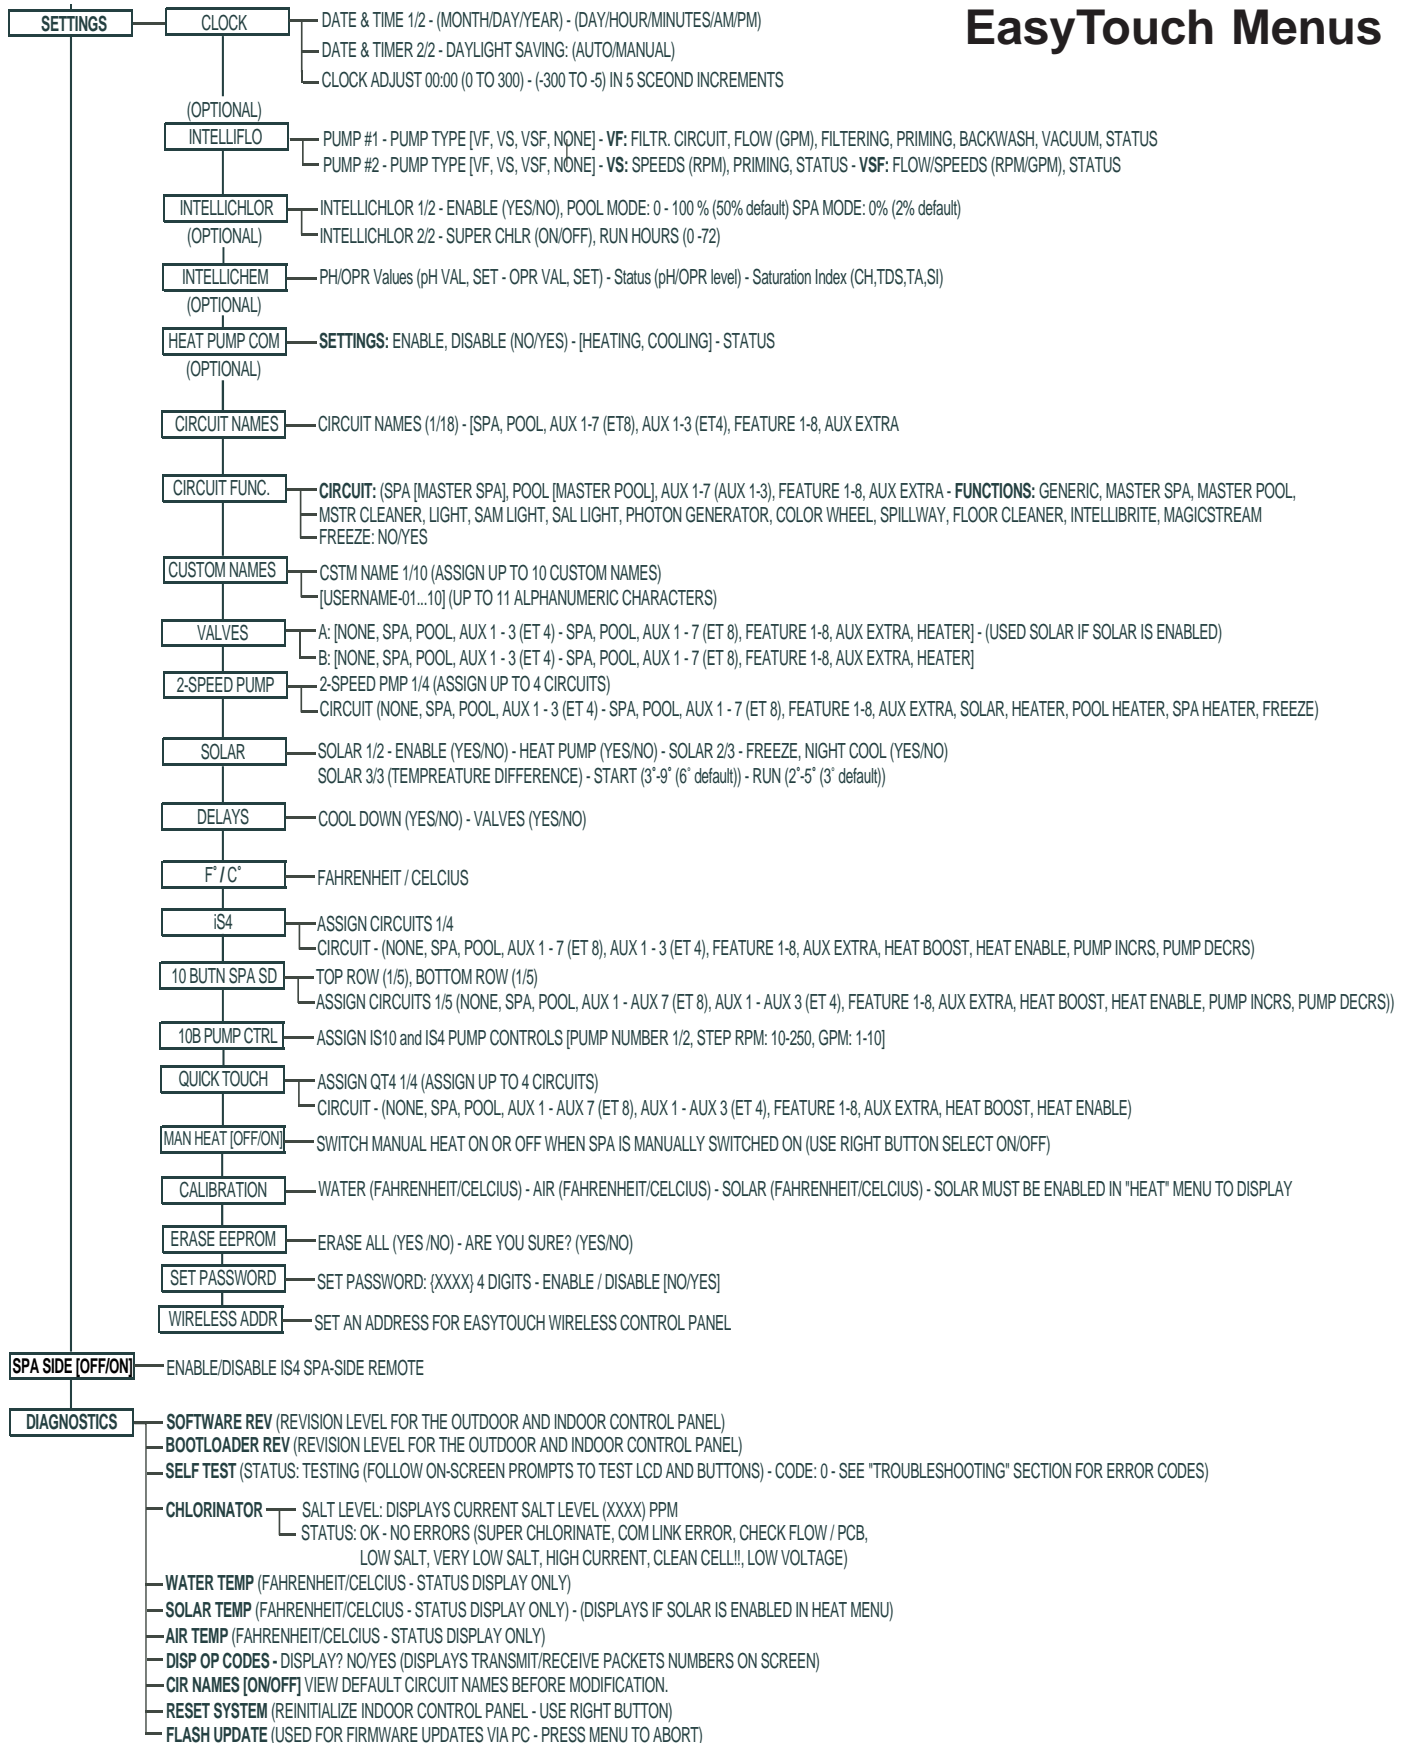 EasyTouch Menus
SETTINGS
CLOCK
DATE & TIME 1/2 - (MONTH/DAY/YEAR) - (DAY/HOUR/MINUTES/AM/PM)
DATE & TIMER 2/2 - DAYLIGHT SAVING: (AUTO/MANUAL)
CLOCK ADJUST 00:00 (0 TO 300) - (-300 TO -5) IN 5 SCEOND INCREMENTS
(OPTIONAL)
INTELLIFLO
PUMP #1 - PUMP TYPE [VF, VS, VSF, NONE] - VF: FILTR. CIRCUIT, FLOW (GPM), FILTERING, PRIMING, BACKWASH, VACUUM, STATUS
PUMP #2 - PUMP TYPE [VF, VS, VSF, NONE] - VS: SPEEDS (RPM), PRIMING, STATUS - VSF: FLOW/SPEEDS (RPM/GPM), STATUS
INTELLICHLOR
INTELLICHLOR 1/2 - ENABLE (YES/NO), POOL MODE: 0 - 100 % (50% default) SPA MODE: 0% (2% default)
(OPTIONAL)
INTELLICHLOR 2/2 - SUPER CHLR (ON/OFF), RUN HOURS (0 -72)
INTELLICHEM
PH/OPR Values (pH VAL, SET - OPR VAL, SET) - Status (pH/OPR level) - Saturation Index (CH,TDS,TA,SI)
(OPTIONAL)
HEAT PUMP COM
SETTINGS: ENABLE, DISABLE (NO/YES) - [HEATING, COOLING] - STATUS
(OPTIONAL)
CIRCUIT NAMES
CIRCUIT NAMES (1/18) - [SPA, POOL, AUX 1-7 (ET8), AUX 1-3 (ET4), FEATURE 1-8, AUX EXTRA
CIRCUIT FUNC.
CIRCUIT: (SPA [MASTER SPA], POOL [MASTER POOL], AUX 1-7 (AUX 1-3), FEATURE 1-8, AUX EXTRA - FUNCTIONS: GENERIC, MASTER SPA, MASTER POOL,
MSTR CLEANER, LIGHT, SAM LIGHT, SAL LIGHT, PHOTON GENERATOR, COLOR WHEEL, SPILLWAY, FLOOR CLEANER, INTELLIBRITE, MAGICSTREAM
FREEZE: NO/YES
CUSTOM NAMES
CSTM NAME 1/10 (ASSIGN UP TO 10 CUSTOM NAMES)
[USERNAME-01...10] (UP TO 11 ALPHANUMERIC CHARACTERS)
VALVES
A: [NONE, SPA, POOL, AUX 1 - 3 (ET 4) - SPA, POOL, AUX 1 - 7 (ET 8), FEATURE 1-8, AUX EXTRA, HEATER] - (USED SOLAR IF SOLAR IS ENABLED)
B: [NONE, SPA, POOL, AUX 1 - 3 (ET 4) - SPA, POOL, AUX 1 - 7 (ET 8), FEATURE 1-8, AUX EXTRA, HEATER]
2-SPEED PUMP
2-SPEED PMP 1/4 (ASSIGN UP TO 4 CIRCUITS)
CIRCUIT (NONE, SPA, POOL, AUX 1 - 3 (ET 4) - SPA, POOL, AUX 1 - 7 (ET 8), FEATURE 1-8, AUX EXTRA, SOLAR, HEATER, POOL HEATER, SPA HEATER, FREEZE)
SOLAR
SOLAR 1/2 - ENABLE (YES/NO) - HEAT PUMP (YES/NO) - SOLAR 2/3 - FREEZE, NIGHT COOL (YES/NO)
SOLAR 3/3 (TEMPREATURE DIFFERENCE) - START (3˚-9˚ (6˚ default)) - RUN (2˚-5˚ (3˚ default))
DELAYS
COOL DOWN (YES/NO) - VALVES (YES/NO)
F˚ / C˚
FAHRENHEIT / CELCIUS
iS4
ASSIGN CIRCUITS 1/4
CIRCUIT - (NONE, SPA, POOL, AUX 1 - 7 (ET 8), AUX 1 - 3 (ET 4), FEATURE 1-8, AUX EXTRA, HEAT BOOST, HEAT ENABLE, PUMP INCRS, PUMP DECRS)
10 BUTN SPA SD
TOP ROW (1/5), BOTTOM ROW (1/5)
ASSIGN CIRCUITS 1/5 (NONE, SPA, POOL, AUX 1 - AUX 7 (ET 8), AUX 1 - AUX 3 (ET 4), FEATURE 1-8, AUX EXTRA, HEAT BOOST, HEAT ENABLE, PUMP INCRS, PUMP DECRS))
10B PUMP CTRL
ASSIGN IS10 and IS4 PUMP CONTROLS [PUMP NUMBER 1/2, STEP RPM: 10-250, GPM: 1-10]
QUICK TOUCH
ASSIGN QT4 1/4 (ASSIGN UP TO 4 CIRCUITS)
CIRCUIT - (NONE, SPA, POOL, AUX 1 - AUX 7 (ET 8), AUX 1 - AUX 3 (ET 4), FEATURE 1-8, AUX EXTRA, HEAT BOOST, HEAT ENABLE)
MAN HEAT [OFF/ON]
SWITCH MANUAL HEAT ON OR OFF WHEN SPA IS MANUALLY SWITCHED ON (USE RIGHT BUTTON SELECT ON/OFF)
CALIBRATION
WATER (FAHRENHEIT/CELCIUS) - AIR (FAHRENHEIT/CELCIUS) - SOLAR (FAHRENHEIT/CELCIUS) - SOLAR MUST BE ENABLED IN "HEAT" MENU TO DISPLAY
ERASE EEPROM
ERASE ALL (YES /NO) - ARE YOU SURE? (YES/NO)
SET PASSWORD
SET PASSWORD: {XXXX} 4 DIGITS - ENABLE / DISABLE [NO/YES]
WIRELESS ADDR
SET AN ADDRESS FOR EASYTOUCH WIRELESS CONTROL PANEL
SPA SIDE [OFF/ON]
ENABLE/DISABLE IS4 SPA-SIDE REMOTE
DIAGNOSTICS
SOFTWARE REV (REVISION LEVEL FOR THE OUTDOOR AND INDOOR CONTROL PANEL)
BOOTLOADER REV (REVISION LEVEL FOR THE OUTDOOR AND INDOOR CONTROL PANEL)
SELF TEST (STATUS: TESTING (FOLLOW ON-SCREEN PROMPTS TO TEST LCD AND BUTTONS) - CODE: 0 - SEE "TROUBLESHOOTING" SECTION FOR ERROR CODES)
CHLORINATOR
SALT LEVEL: DISPLAYS CURRENT SALT LEVEL (XXXX) PPM
STATUS: OK - NO ERRORS (SUPER CHLORINATE, COM LINK ERROR, CHECK FLOW / PCB,
LOW SALT, VERY LOW SALT, HIGH CURRENT, CLEAN CELL!!, LOW VOLTAGE)
WATER TEMP (FAHRENHEIT/CELCIUS - STATUS DISPLAY ONLY)
SOLAR TEMP (FAHRENHEIT/CELCIUS - STATUS DISPLAY ONLY) - (DISPLAYS IF SOLAR IS ENABLED IN HEAT MENU)
AIR TEMP (FAHRENHEIT/CELCIUS - STATUS DISPLAY ONLY)
DISP OP CODES - DISPLAY? NO/YES (DISPLAYS TRANSMIT/RECEIVE PACKETS NUMBERS ON SCREEN)
CIR NAMES [ON/OFF] VIEW DEFAULT CIRCUIT NAMES BEFORE MODIFICATION.
RESET SYSTEM (REINITIALIZE INDOOR CONTROL PANEL - USE RIGHT BUTTON)
FLASH UPDATE (USED FOR FIRMWARE UPDATES VIA PC - PRESS MENU TO ABORT)